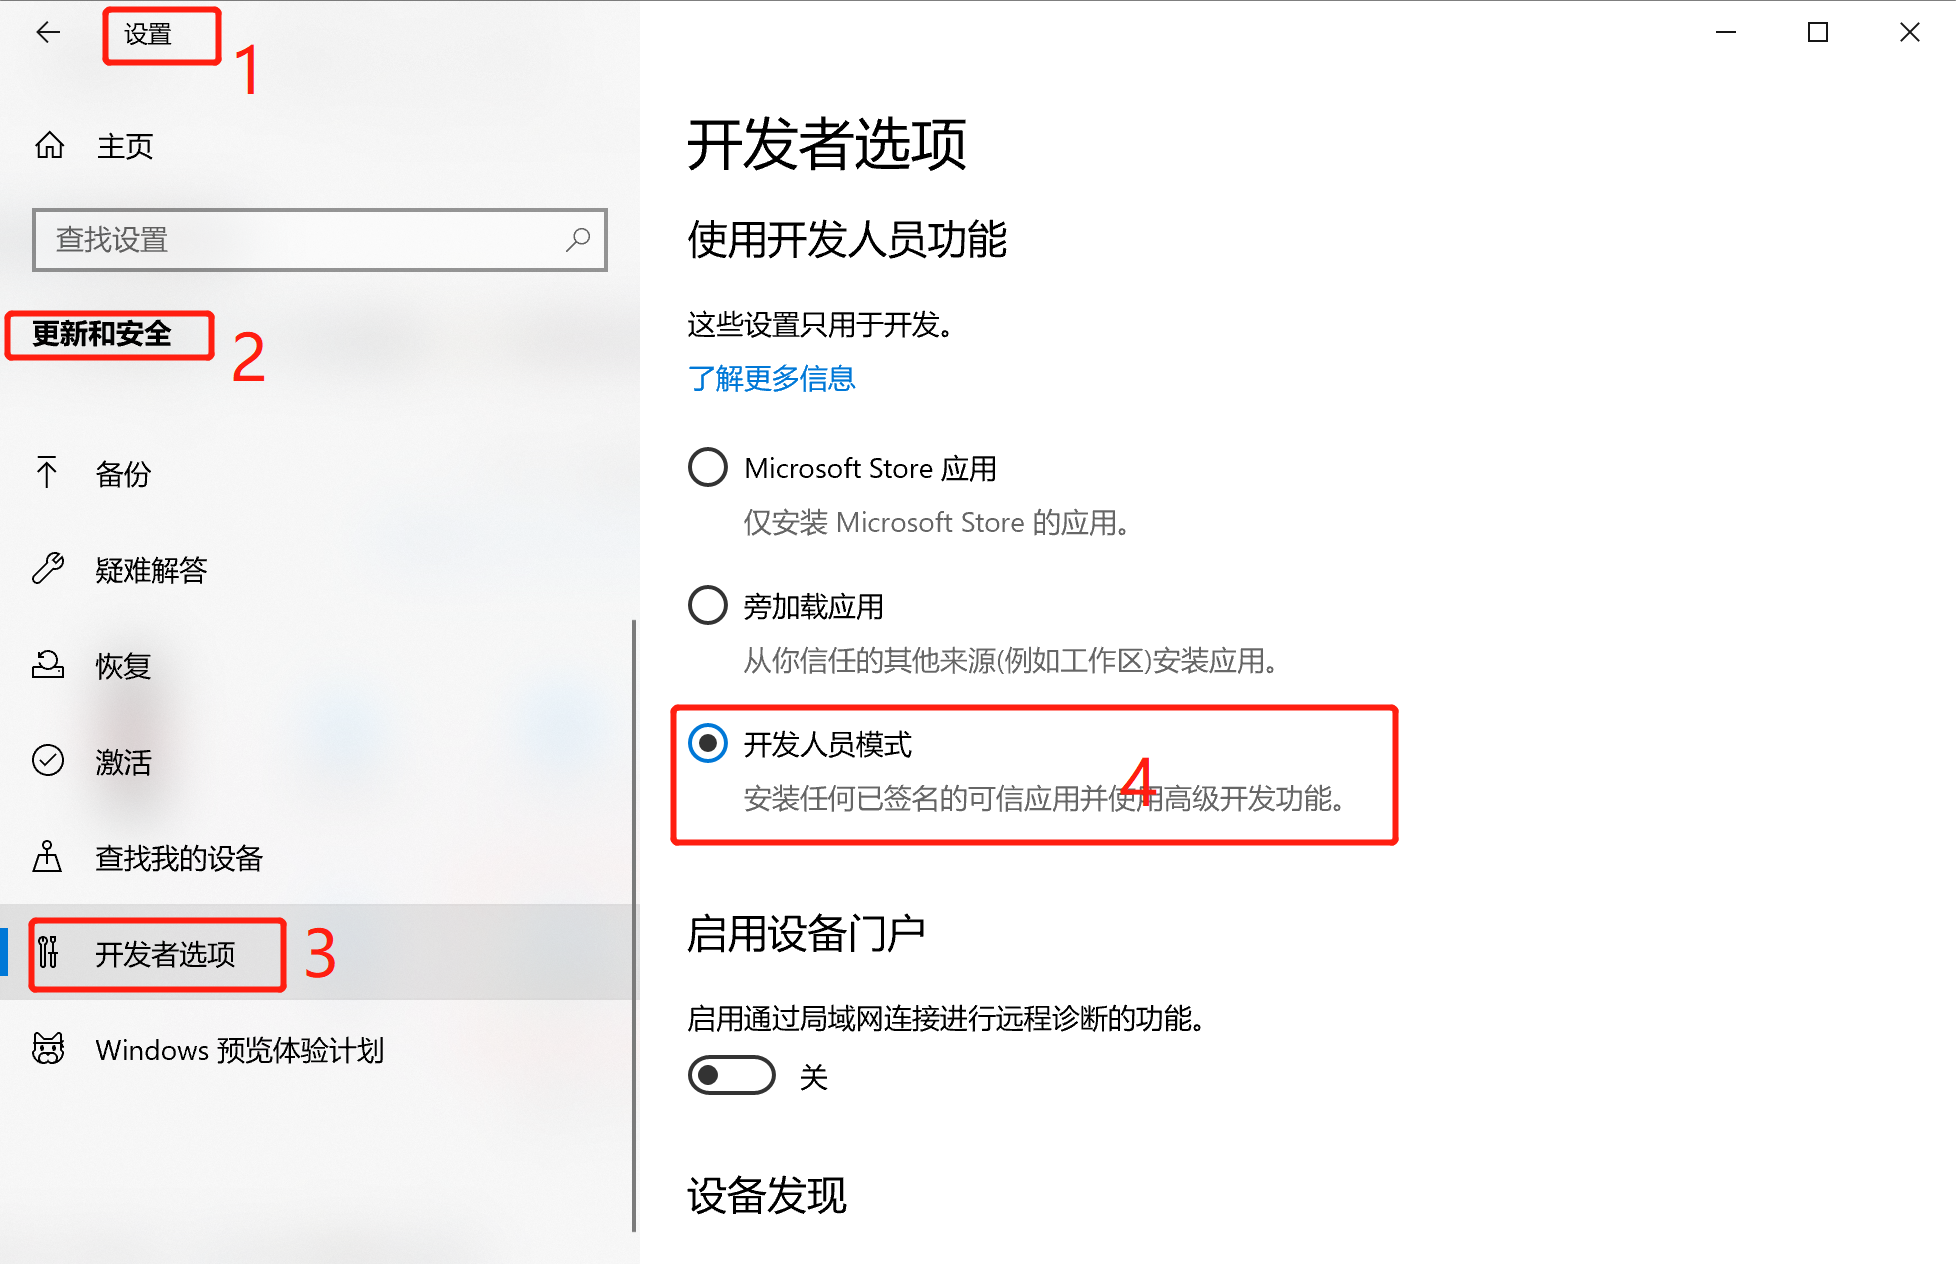 设置
1
主页
查找设置
更新和安全
2
备份
疑难解答
恢复
激活
查找我的设备
开发者选项
3
Windows 预览体验计划
开发者选项
使用开发人员功能
这些设置只用于开发。
了解更多信息
Microsoft Store 应用
仅安装 Microsoft Store 的应用。
旁加载应用
从你信任的其他来源(例如工作区)安装应用。
开发人员模式
4
安装任何已签名的可信应用并使用高级开发功能。
启用设备门户
启用通过局域网连接进行远程诊断的功能。
关
设备发现